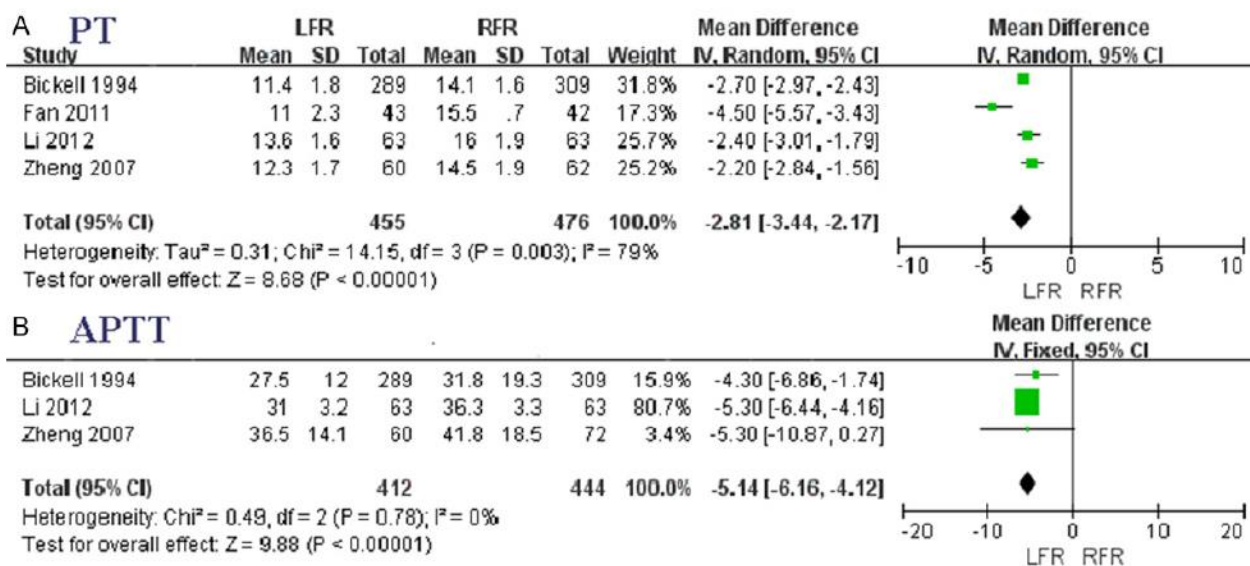 A PT LFR RFR Mean Difference Mean Difference
Study Mean SD Total Mean SD Total Weight IV, Random, 95% CI IV, Random, 95% CI
Bickell 1994 11.4 1.8 289 14.1 1.6 309 31.8% -2.70 [-2.97, -2.43]
Fan 2011 11 2.3 43 15.5 .7 42 17.3% -4.50 [-5.57, -3.43]
Li 2012 13.6 1.6 63 16 1.9 63 25.7% -2.40 [-3.01, -1.79]
Zheng 2007 12.3 1.7 60 14.5 1.9 62 25.2% -2.20 [-2.84, -1.56]
Total (95% CI) 455 476 100.0% -2.81 [-3.44, -2.17]
Heterogeneity: Tau² = 0.31; Chi² = 14.15, df = 3 (P = 0.003); I² = 79%
Test for overall effect: Z = 8.68 (P < 0.00001)
-10 -5 0 5 10
LFR RFR
B APTT Mean Difference
IV, Fixed, 95% CI
Bickell 1994 27.5 12 289 31.8 19.3 309 15.9% -4.30 [-6.86, -1.74]
Li 2012 31 3.2 63 36.3 3.3 63 80.7% -5.30 [-6.44, -4.16]
Zheng 2007 36.5 14.1 60 41.8 18.5 72 3.4% -5.30 [-10.87, 0.27]
Total (95% CI) 412 444 100.0% -5.14 [-6.16, -4.12]
Heterogeneity: Chi² = 0.49, df = 2 (P = 0.78); I² = 0%
Test for overall effect: Z = 9.88 (P < 0.00001)
-20 -10 0 10 20
LFR RFR